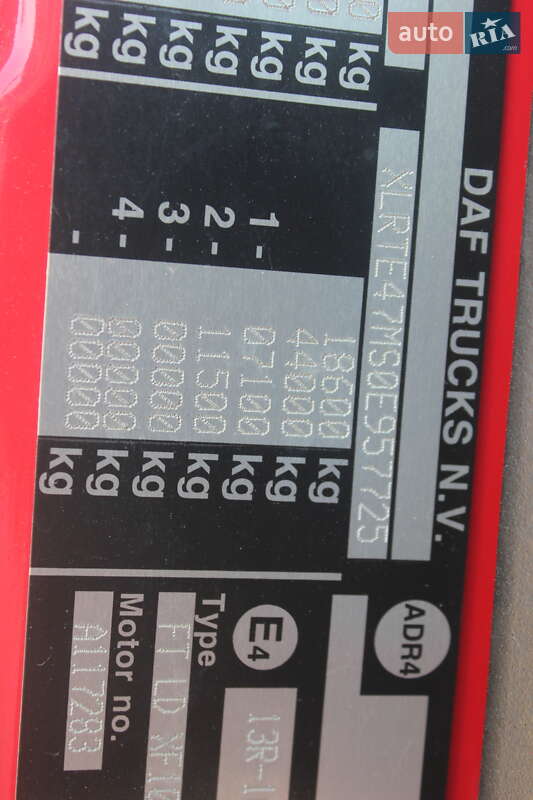 auto RIA .com
DAF TRUCKS N.V.
XLRTE47MS0E957725
kg 18600 kg
kg 44000 kg
kg 1 - 07100 kg
kg 2 - 11500 kg
kg 3 - 00000 kg
kg 4 - 00000 kg
- 00000 kg
ADR4
E4
13R-1
Type
FT LD
Motor no.
A117283